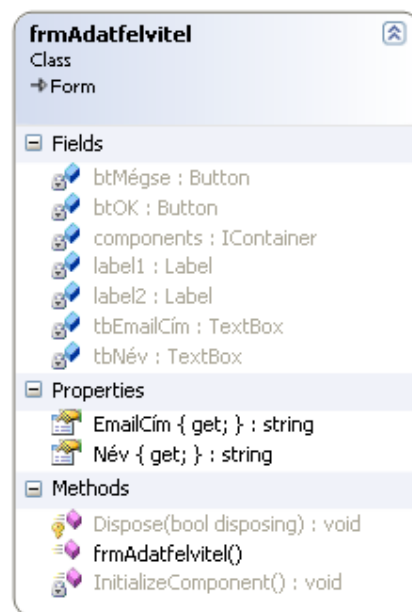 frmAdatfelvitel
Class
Form
Fields
btMégse : Button
btOK : Button
components : IContainer
label1 : Label
label2 : Label
tbEmailCím : TextBox
tbNév : TextBox
Properties
EmailCím { get; } : string
Név { get; } : string
Methods
Dispose(bool disposing) : void
frmAdatfelvitel()
InitializeComponent() : void